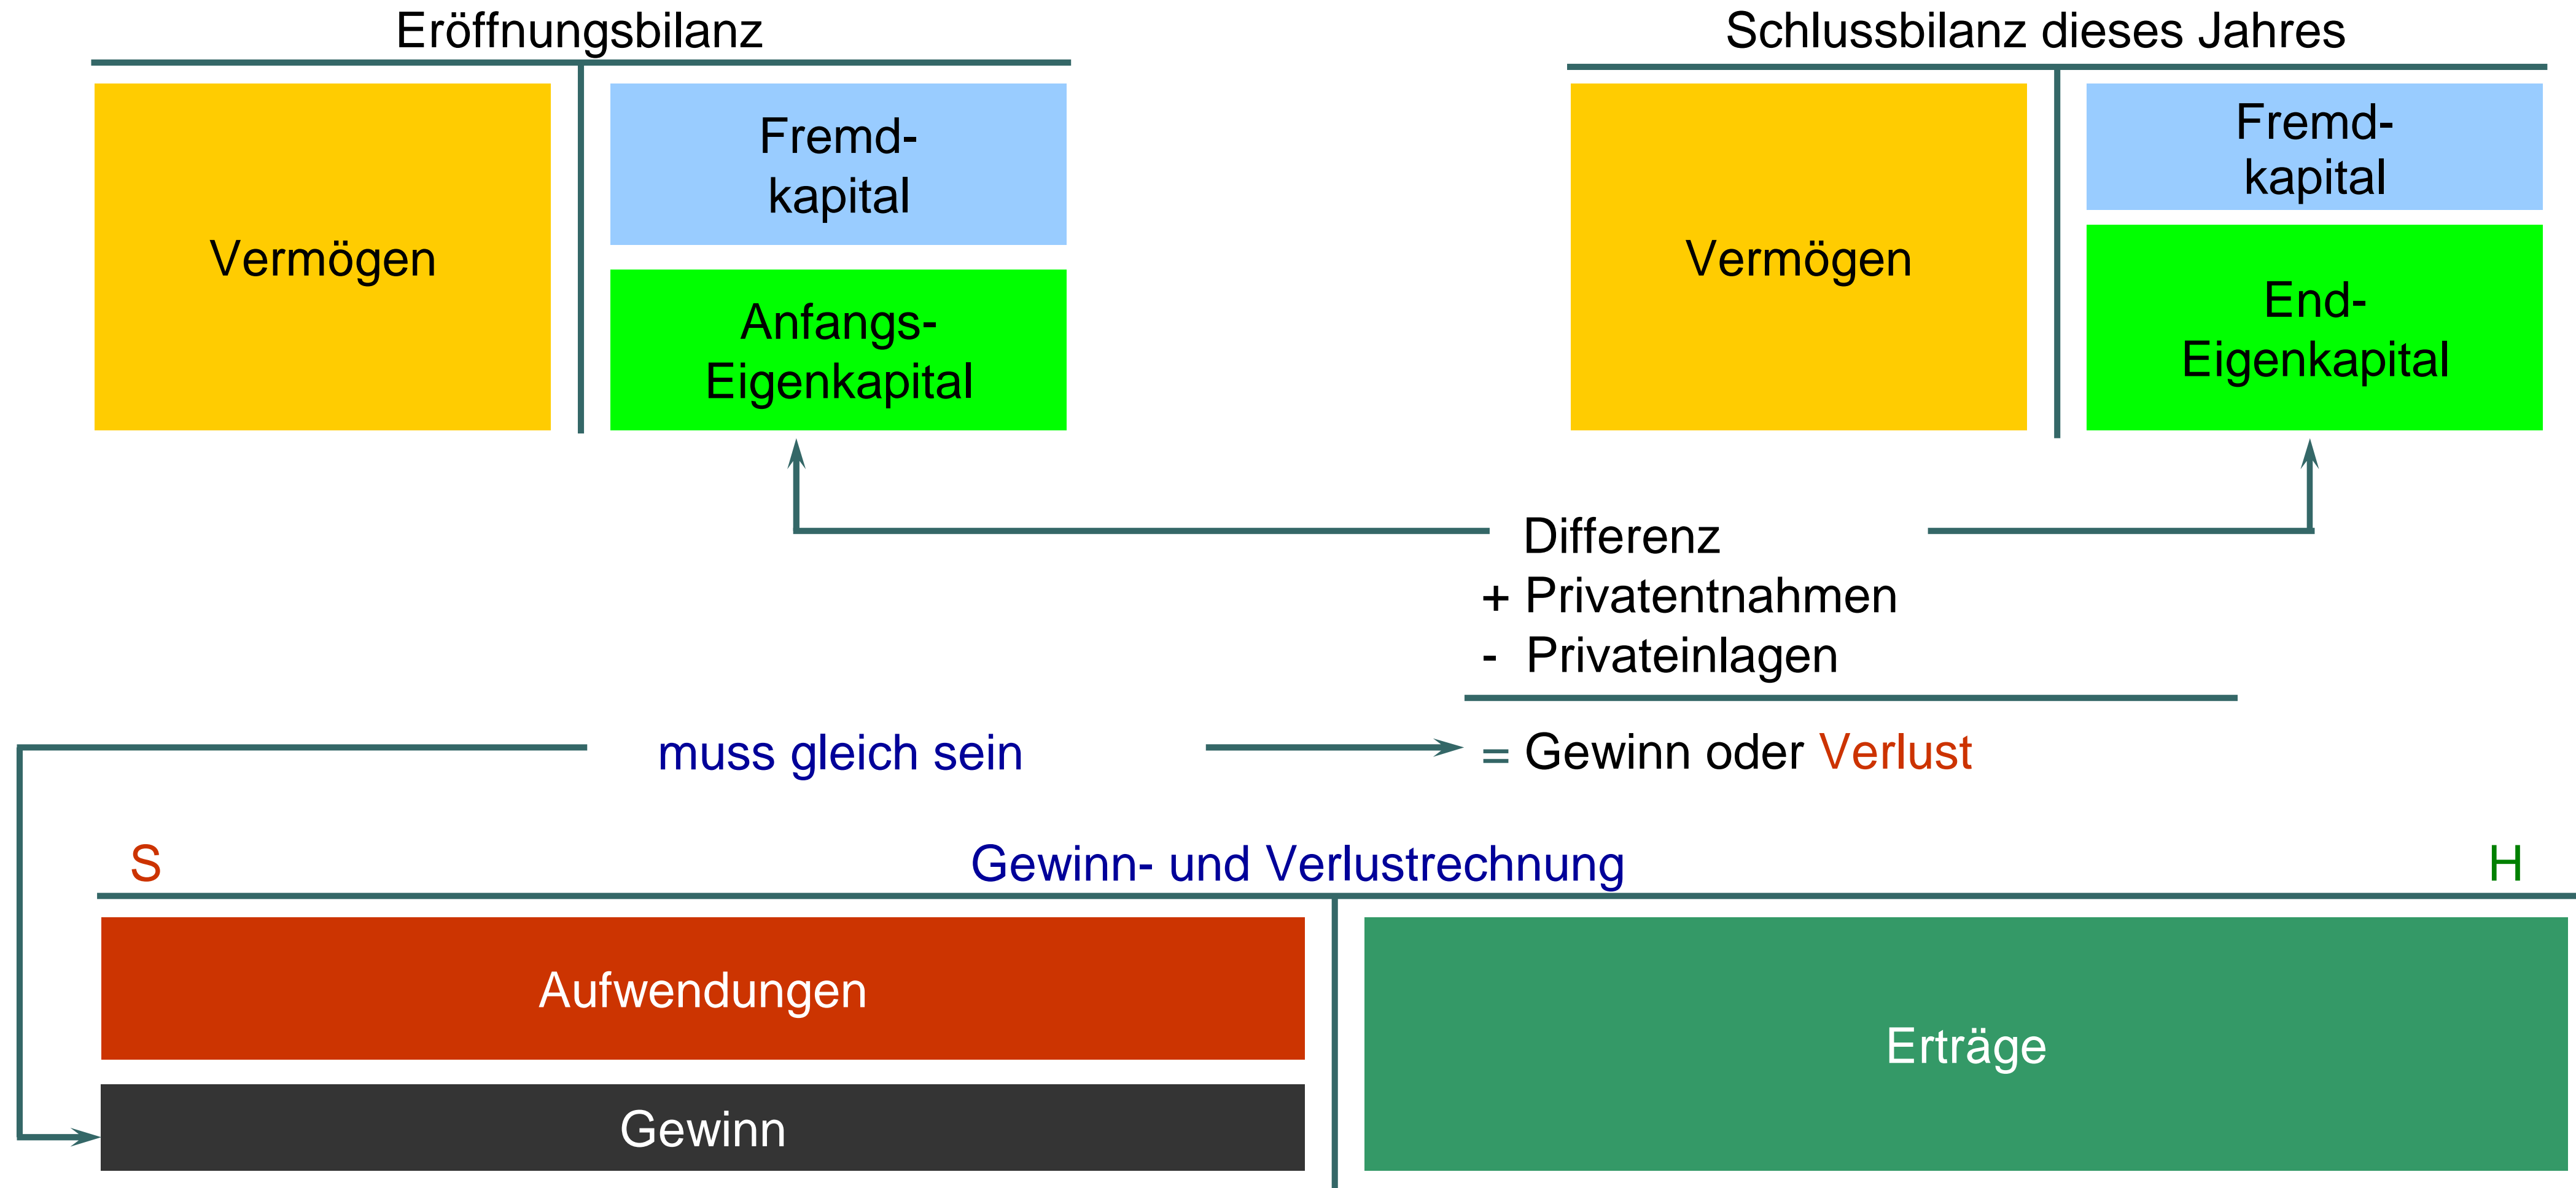 Eröffnungsbilanz
Vermögen
Fremd-
kapital
Anfangs-
Eigenkapital
Schlussbilanz dieses Jahres
Vermögen
Fremd-
kapital
End-
Eigenkapital
Differenz
+ Privatentnahmen
- Privateinlagen
muss gleich sein
= Gewinn oder Verlust
S Gewinn- und Verlustrechnung H
Aufwendungen
Gewinn
Erträge